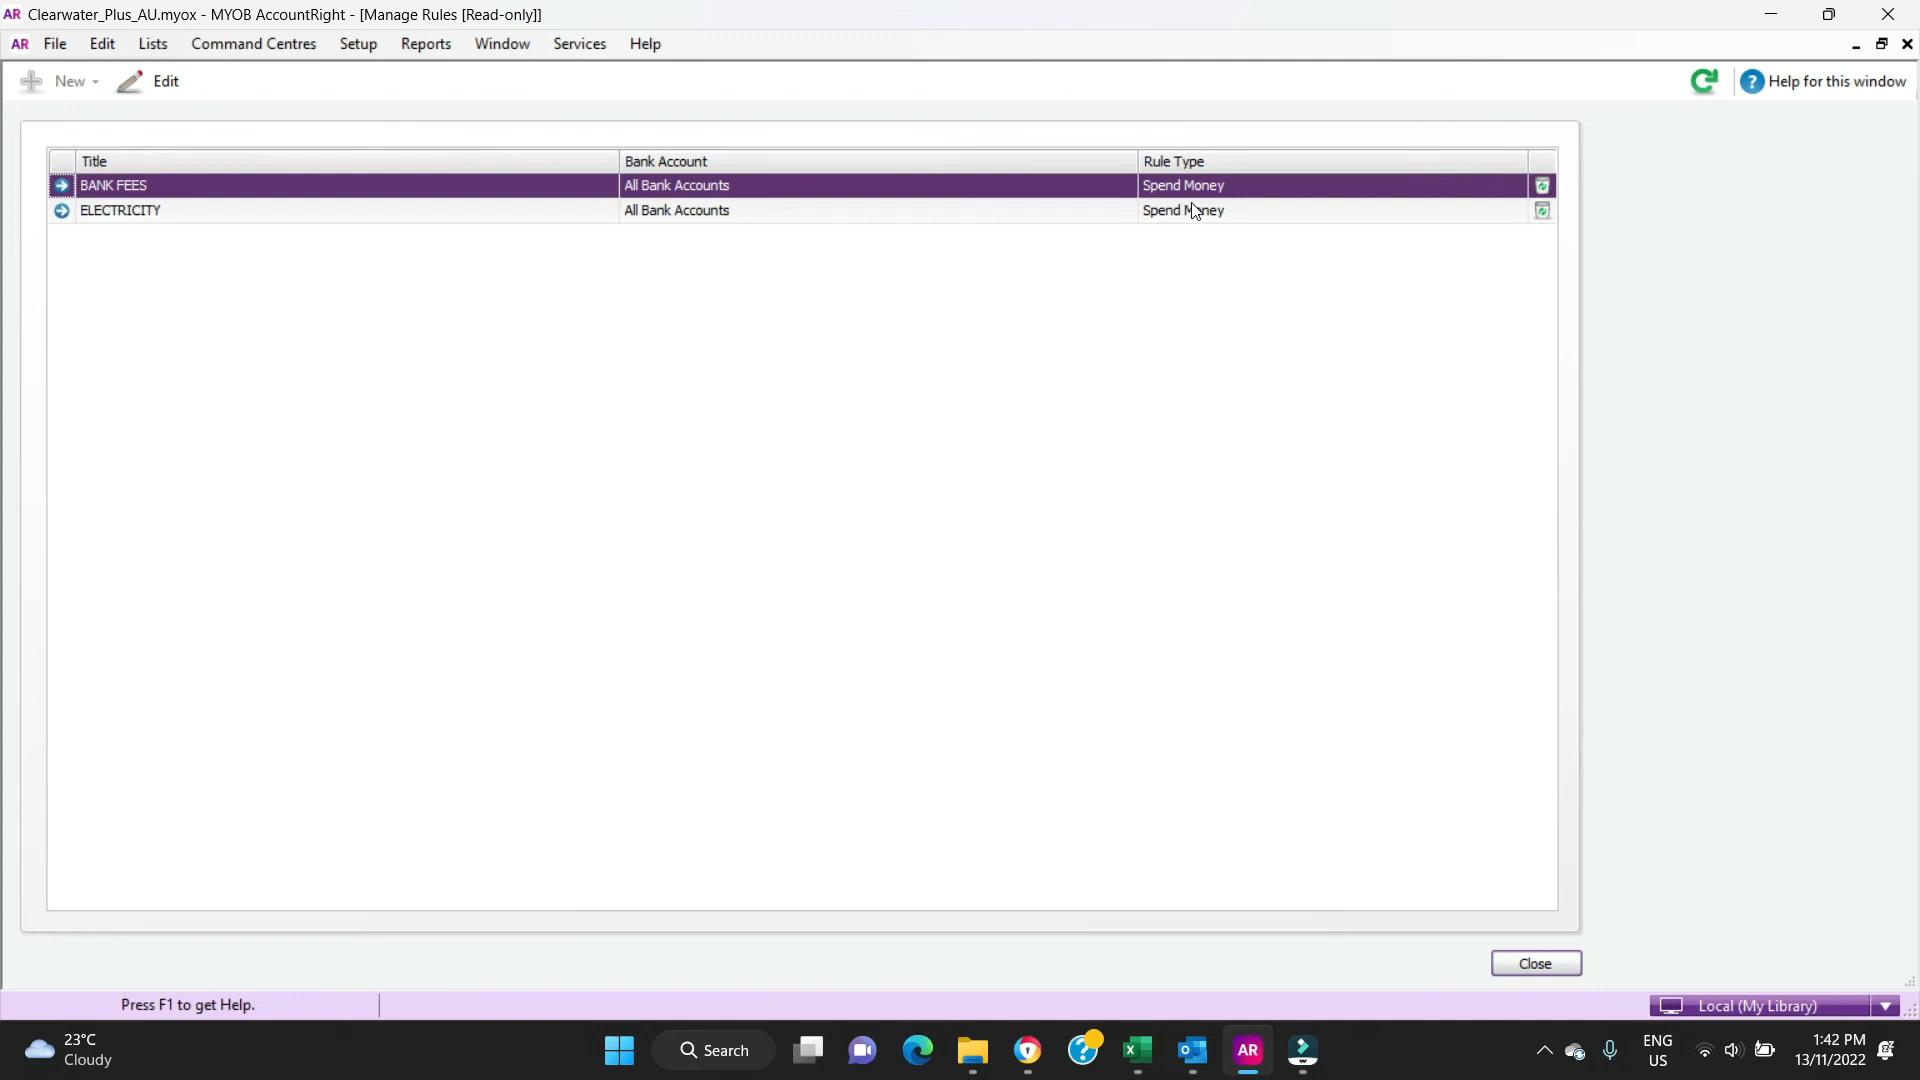 AR Clearwater_Plus_AU.myox - MYOB AccountRight - [Manage Rules [Read-only]]
AR File Edit Lists Command Centres Setup Reports Window Services Help
New Edit ? Help for this window
Title Bank Account Rule Type
BANK FEES All Bank Accounts Spend Money
ELECTRICITY All Bank Accounts Spend Money
Close
Press F1 to get Help. Local (My Library)
23°C
Cloudy
Search
AR
ENG
US
1:42 PM
13/11/2022